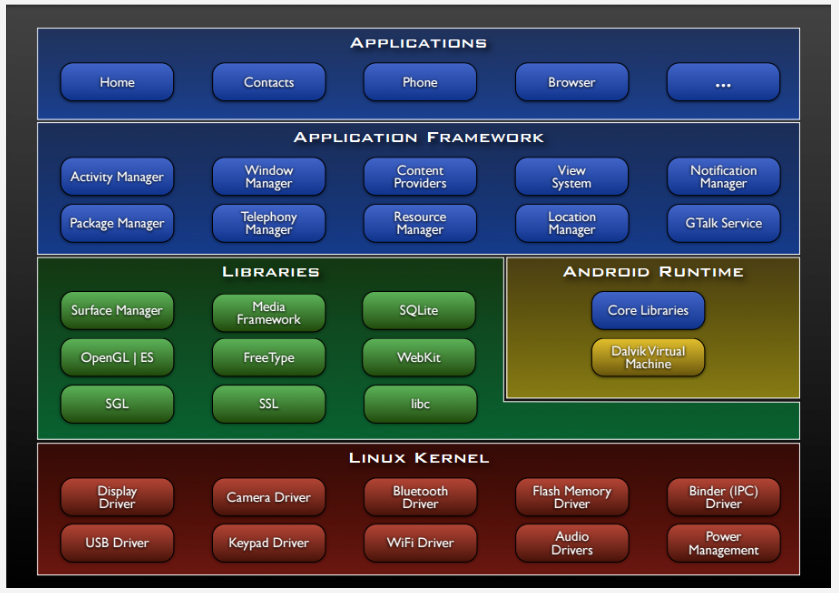 APPLICATIONS
Home
Contacts
Phone
Browser
...
APPLICATION FRAMEWORK
Activity Manager
Window
Manager
Content
Providers
View
System
Notification
Manager
Package Manager
Telephony
Manager
Resource
Manager
Location
Manager
GTalk Service
LIBRARIES
Surface Manager
Media
Framework
SQLite
OpenGL | ES
FreeType
WebKit
SGL
SSL
libc
ANDROID RUNTIME
Core Libraries
Dalvik Virtual
Machine
LINUX KERNEL
Display
Driver
Camera Driver
Bluetooth
Driver
Flash Memory
Driver
Binder (IPC)
Driver
USB Driver
Keypad Driver
WiFi Driver
Audio
Drivers
Power
Management